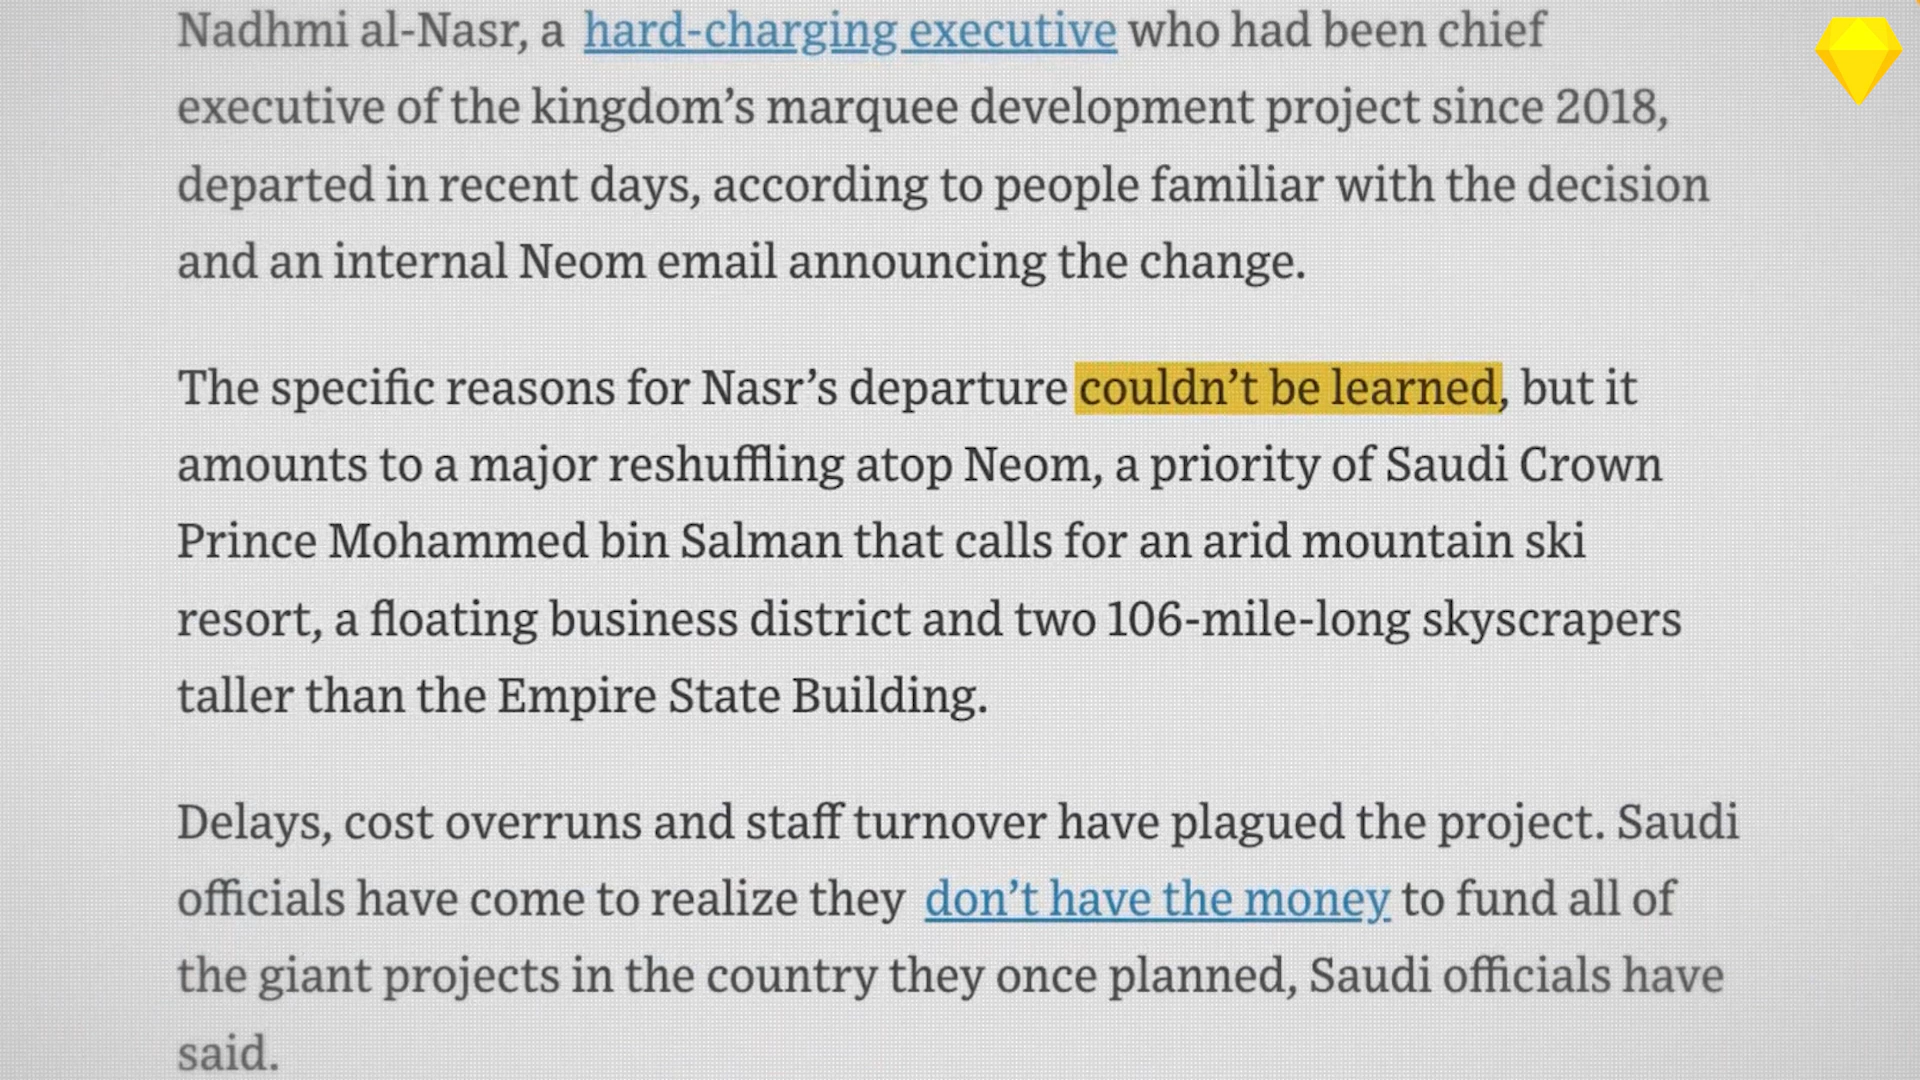 Nadhmi al-Nasr, a hard-charging executive who had been chief
executive of the kingdom’s marquee development project since 2018,
departed in recent days, according to people familiar with the decision
and an internal Neom email announcing the change.
The specific reasons for Nasr’s departure couldn’t be learned, but it
amounts to a major reshuffling atop Neom, a priority of Saudi Crown
Prince Mohammed bin Salman that calls for an arid mountain ski
resort, a floating business district and two 106-mile-long skyscrapers
taller than the Empire State Building.
Delays, cost overruns and staff turnover have plagued the project. Saudi
officials have come to realize they don’t have the money to fund all of
the giant projects in the country they once planned, Saudi officials have
said.